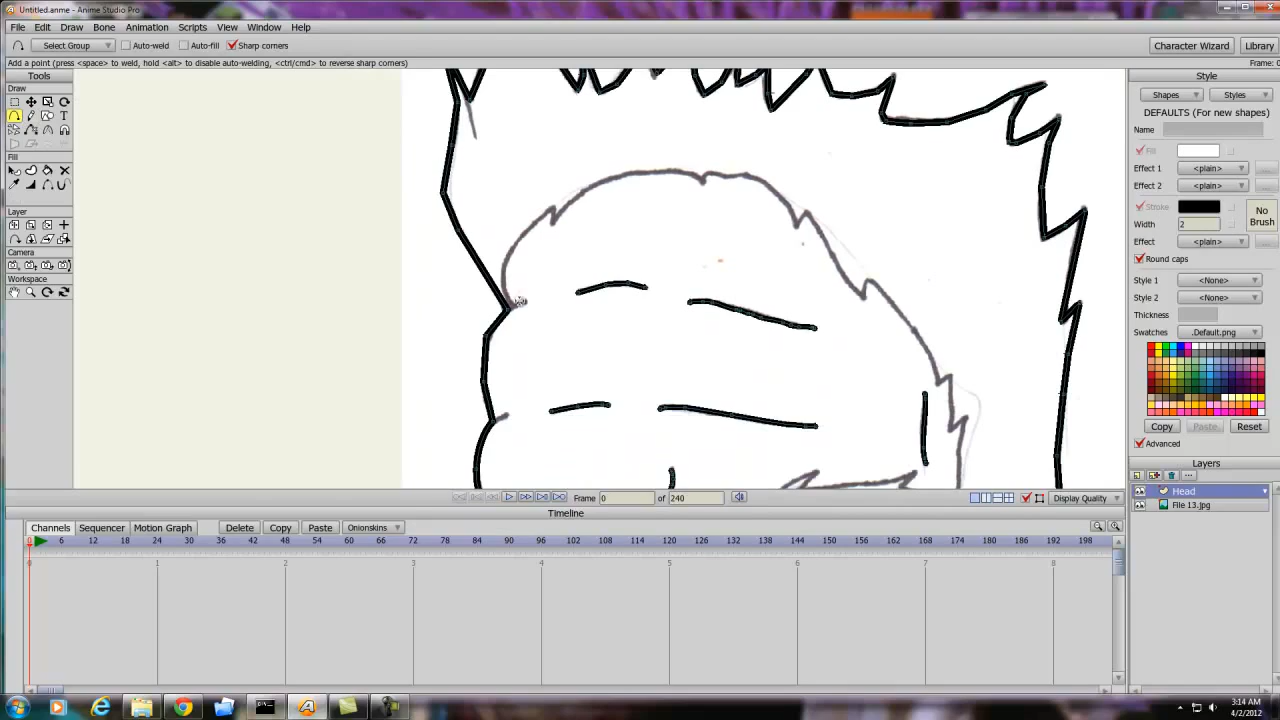 Untitled.anme - Anime Studio Pro
File Edit Draw Bone Animation Scripts View Window Help
Select Group Auto-weld Auto-fill Sharp corners Character Wizard Library
Add a point (press <space> to weld, hold <alt> to disable auto-welding, <ctrl/cmd> to reverse sharp corners) Frame: 0
Tools
Draw
Fill
Layer
Camera
Workspace
Style
Shapes Styles
DEFAULTS (For new shapes)
Name
Fill
Effect 1 <plain>
Effect 2 <plain>
Stroke
No Brush
Width 2
Effect <plain>
Round caps
Style 1 <None>
Style 2 <None>
Thickness
Swatches .Default.png
Copy Paste Reset
Advanced
Layers
Head
File 13.jpg
Frame 0 of 240 Display Quality
Timeline
Channels Sequencer Motion Graph Delete Copy Paste Onionskins
0 6 12 18 24 30 36 42 48 54 60 66 72 78 84 90 96 102 108 114 120 126 132 138 144 150 156 162 168 174 180 186 192 198
0 1 2 3 4 5 6 7 8
3:14 AM
4/2/2012